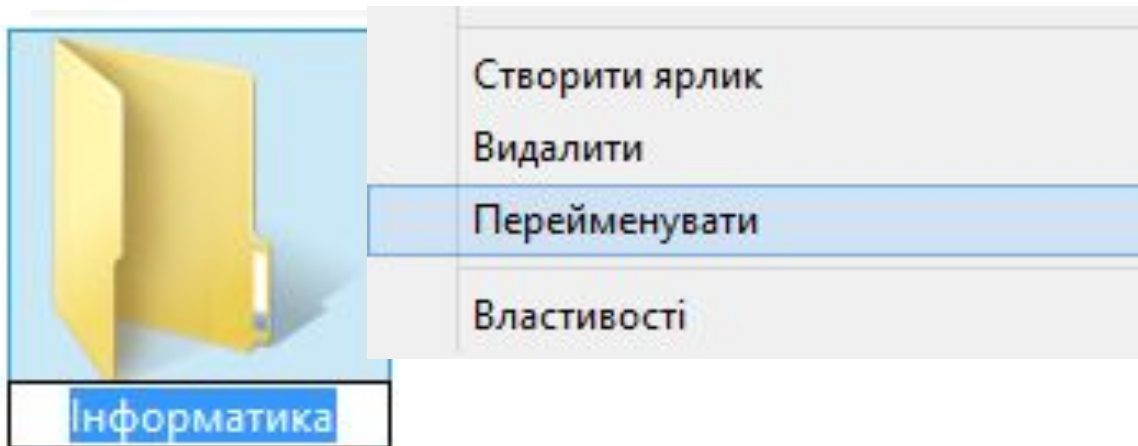 Створити ярлик
Видалити
Перейменувати
Властивості
Інформатика